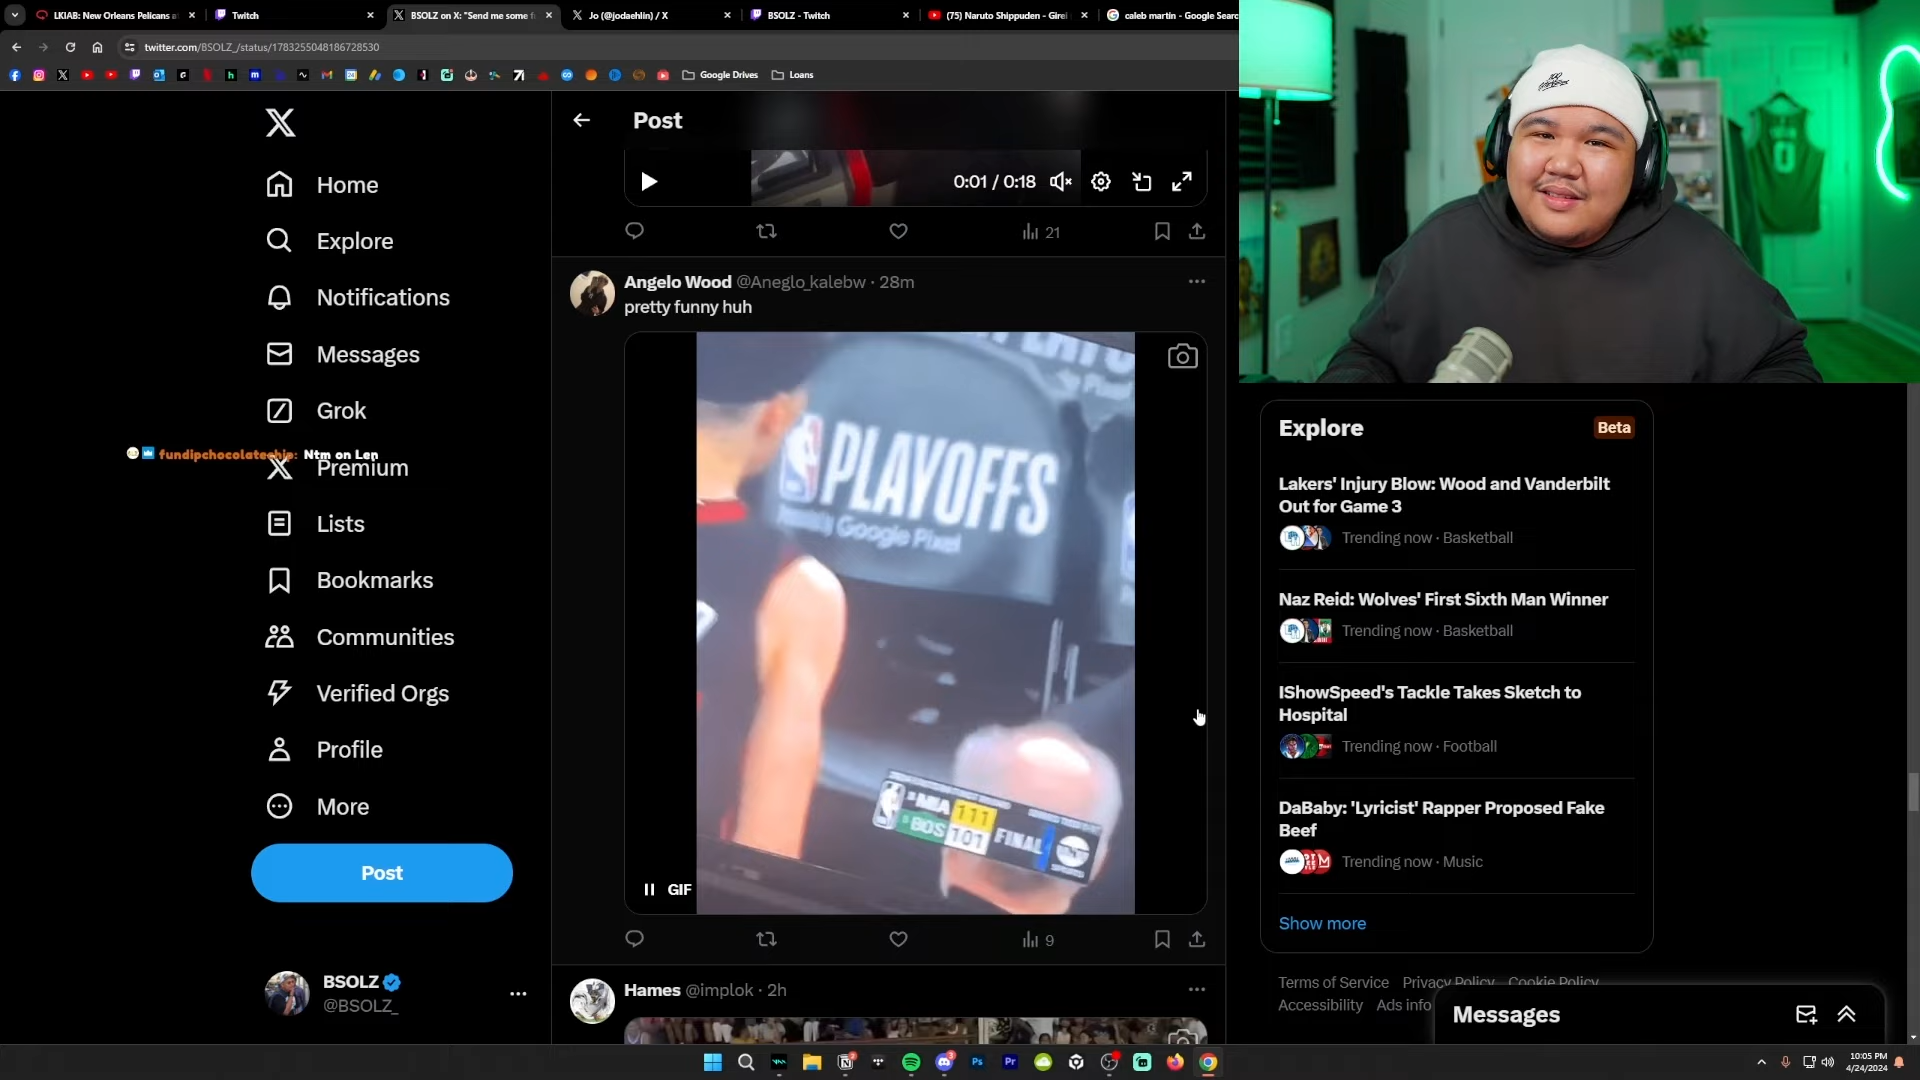 LKIAB: New Orleans Pelicans a
Twitch
BSOLZ on X: "Send me some f
Jo (@jodaehlin) / X
BSOLZ - Twitch
(75) Naruto Shippuden - Girei
caleb martin - Google Searc
twitter.com/BSOLZ_/status/1783255048186728530
Google Drives
Loans
Post
0:01 / 0:18
21
Home
Explore
Notifications
Messages
Grok
fundipchocolatechip: Ntm on Len
Premium
Lists
Bookmarks
Communities
Verified Orgs
Profile
More
Post
BSOLZ
@BSOLZ_
Angelo Wood @Aneglo_kalebw · 28m
pretty funny huh
PLAYOFFS
Google Pixel
MIA 111
BOS 101
FINAL
GIF
9
Hames @implok · 2h
Explore
Beta
Lakers' Injury Blow: Wood and Vanderbilt
Out for Game 3
Trending now · Basketball
Naz Reid: Wolves' First Sixth Man Winner
Trending now · Basketball
IShowSpeed's Tackle Takes Sketch to
Hospital
Trending now · Football
DaBaby: 'Lyricist' Rapper Proposed Fake
Beef
Trending now · Music
Show more
Terms of Service Privacy Policy Cookie Policy
Accessibility Ads info
Messages
10:05 PM
4/24/2024